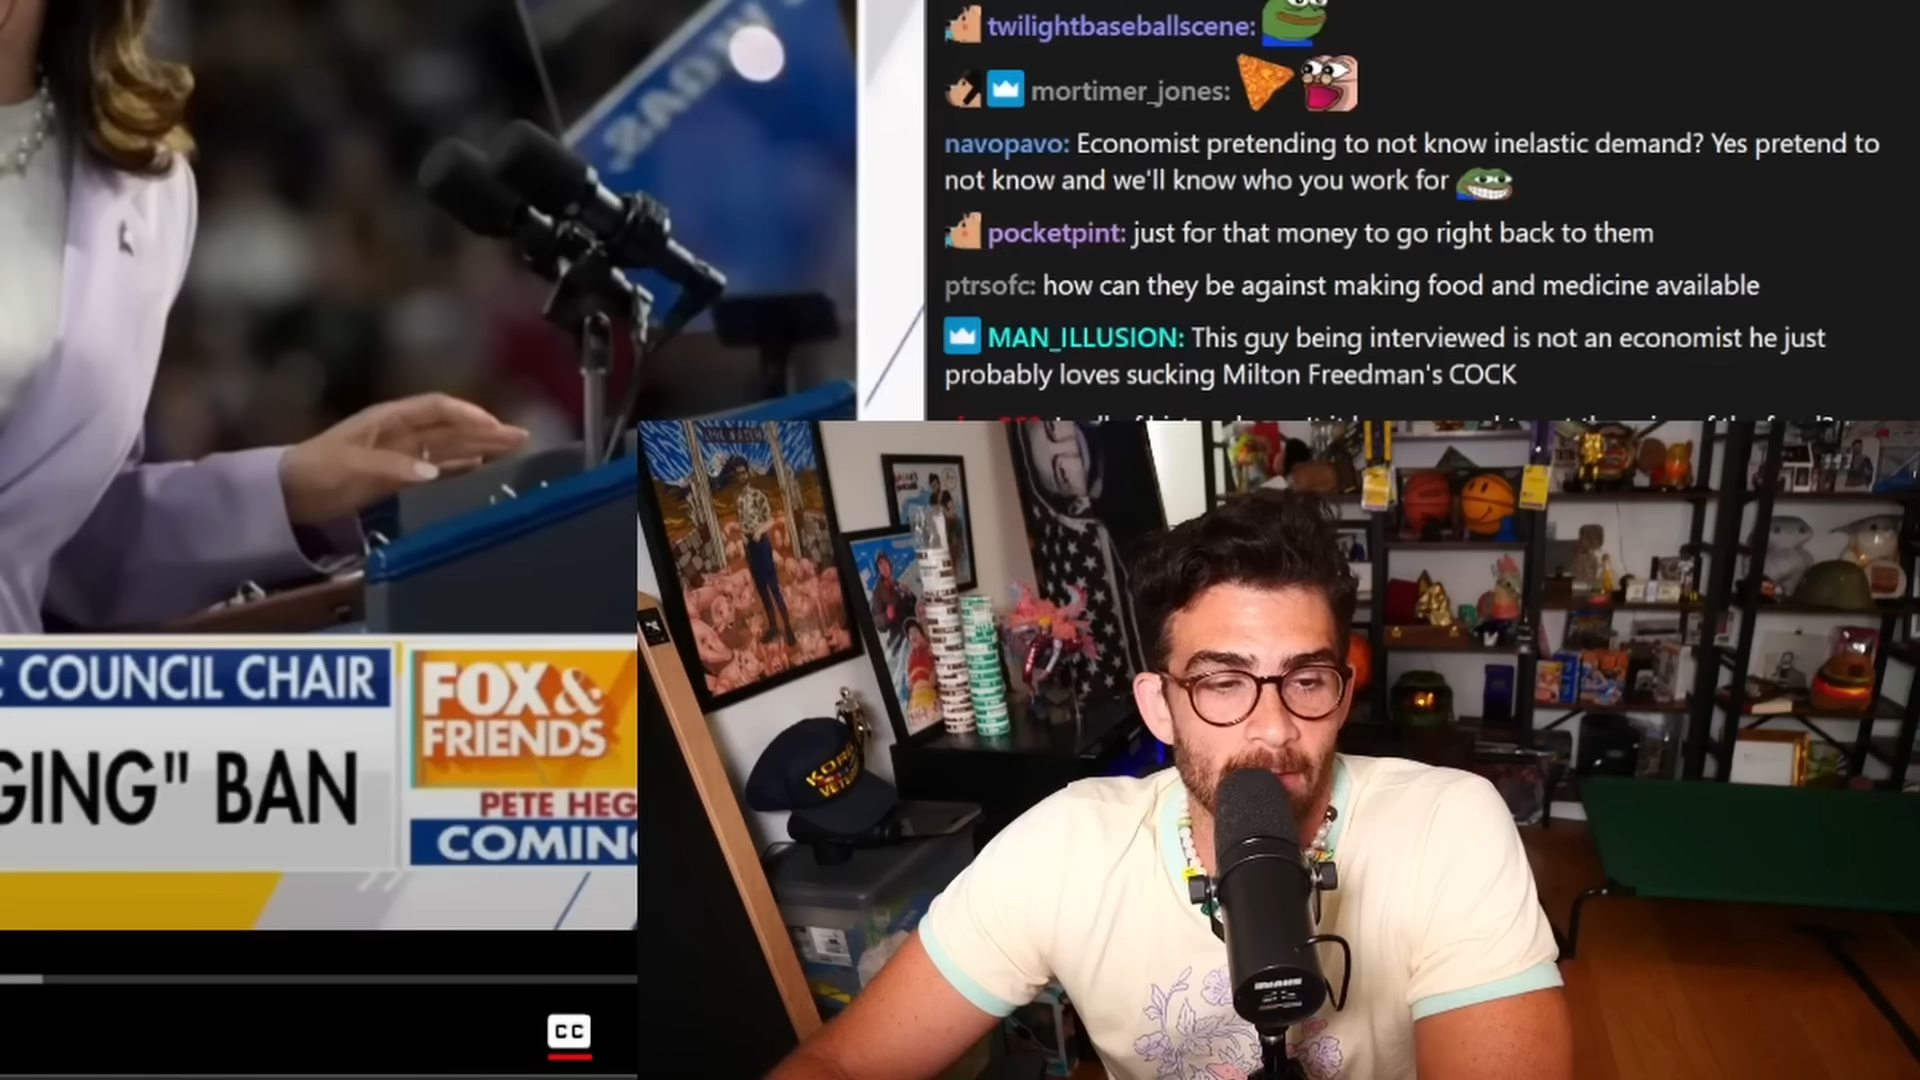 twilightbaseballscene:
mortimer_jones:
navopavo: Economist pretending to not know inelastic demand? Yes pretend to
not know and we'll know who you work for
pocketpint: just for that money to go right back to them
ptrsofc: how can they be against making food and medicine available
MAN_ILLUSION: This guy being interviewed is not an economist he just
probably loves sucking Milton Freedman's COCK
COUNCIL CHAIR
GING" BAN
FOX&
FRIENDS
PETE HEG
COMING
KOREA
VETERAN
CC